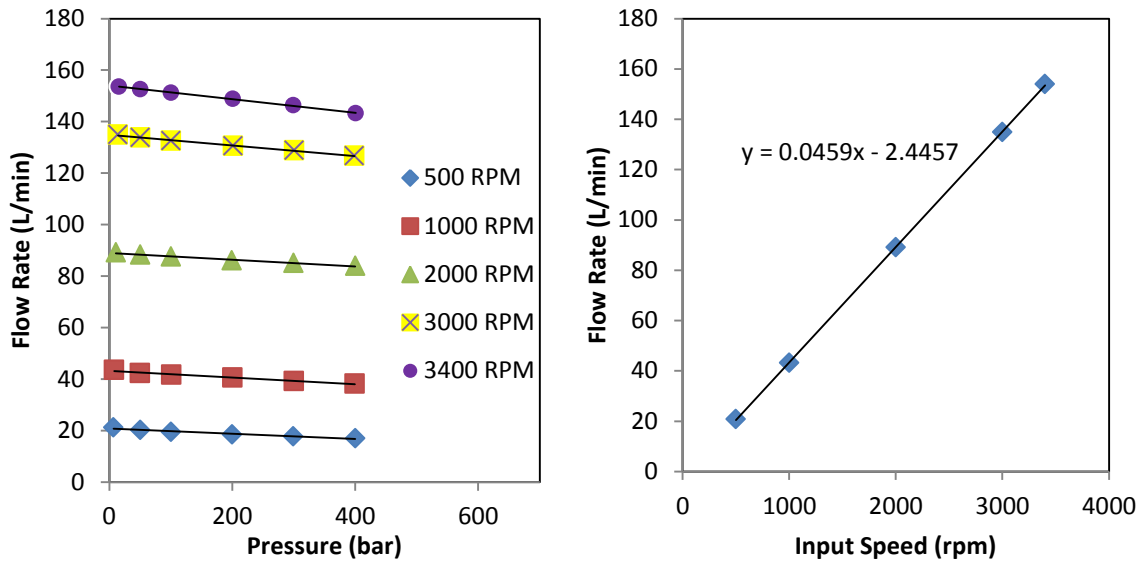 180
160
140
120
100
80
60
40
20
0
Flow Rate (L/min)
0 200 400 600
Pressure (bar)
500 RPM
1000 RPM
2000 RPM
3000 RPM
3400 RPM
180
160
140
120
100
80
60
40
20
0
Flow Rate (L/min)
y = 0.0459x - 2.4457
0 1000 2000 3000 4000
Input Speed (rpm)